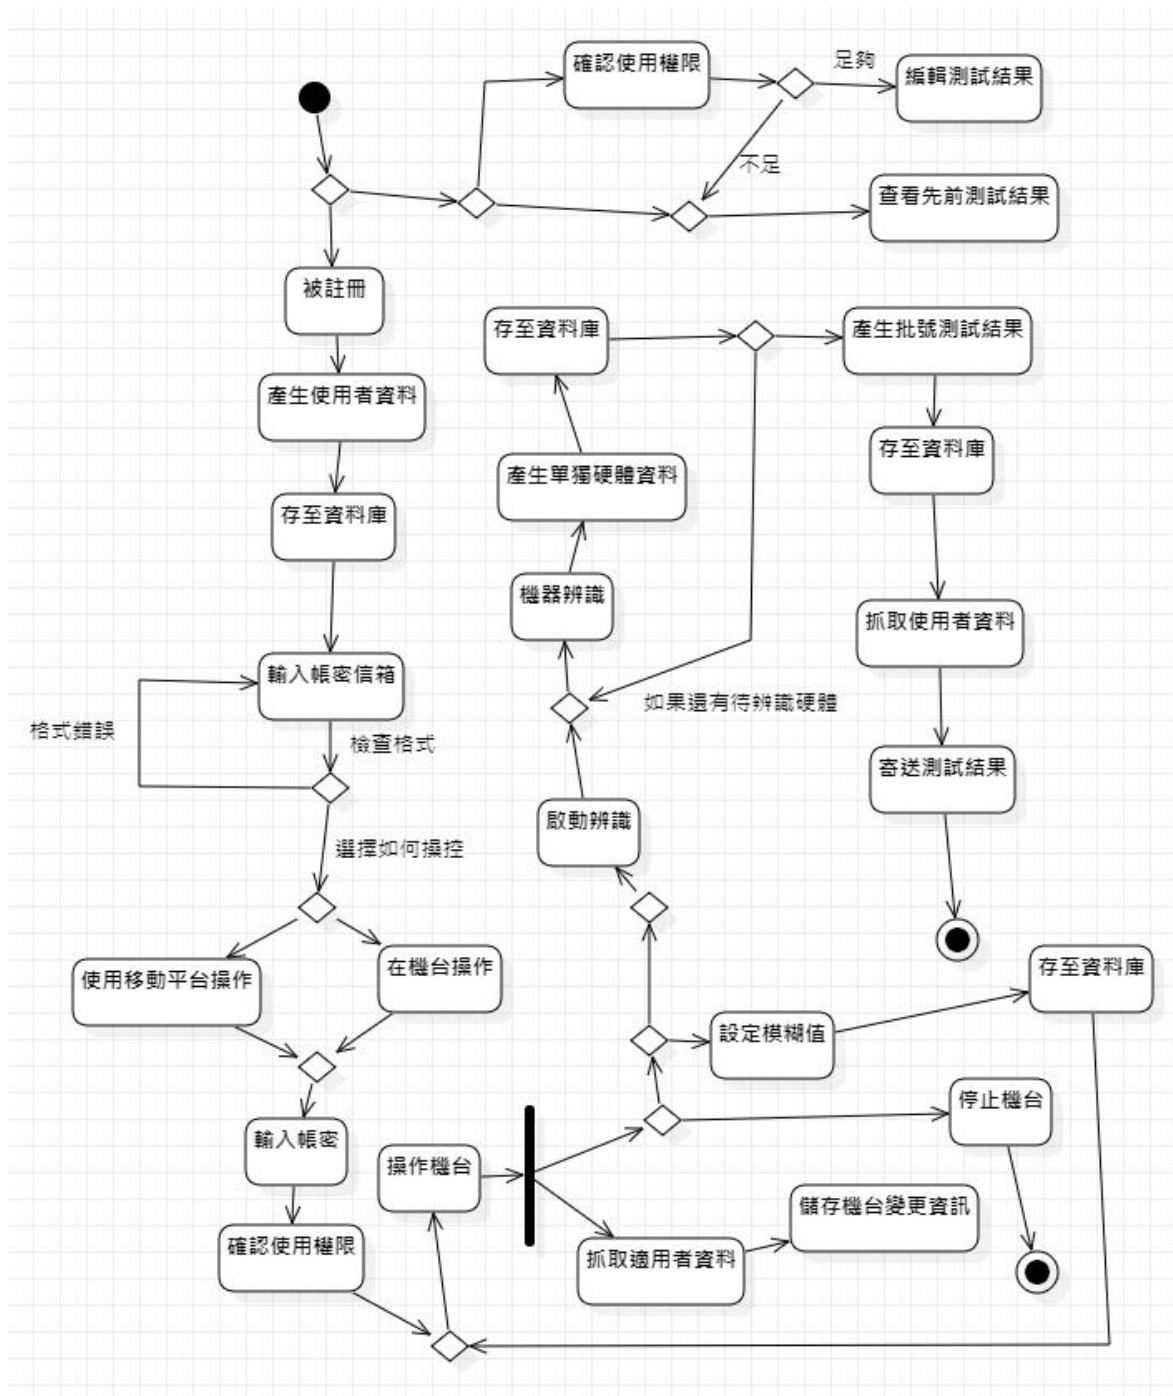 確認使用權限
足夠
編輯測試結果
不足
查看先前測試結果
被註冊
產生使用者資料
存至資料庫
輸入帳密信箱
格式錯誤
檢查格式
選擇如何操控
使用移動平台操作
在機台操作
輸入帳密
確認使用權限
存至資料庫
產生批號測試結果
產生單獨硬體資料
存至資料庫
機器辨識
抓取使用者資料
如果還有待辨識硬體
寄送測試結果
啟動辨識
存至資料庫
設定模糊值
停止機台
操作機台
儲存機台變更資訊
抓取適用者資料